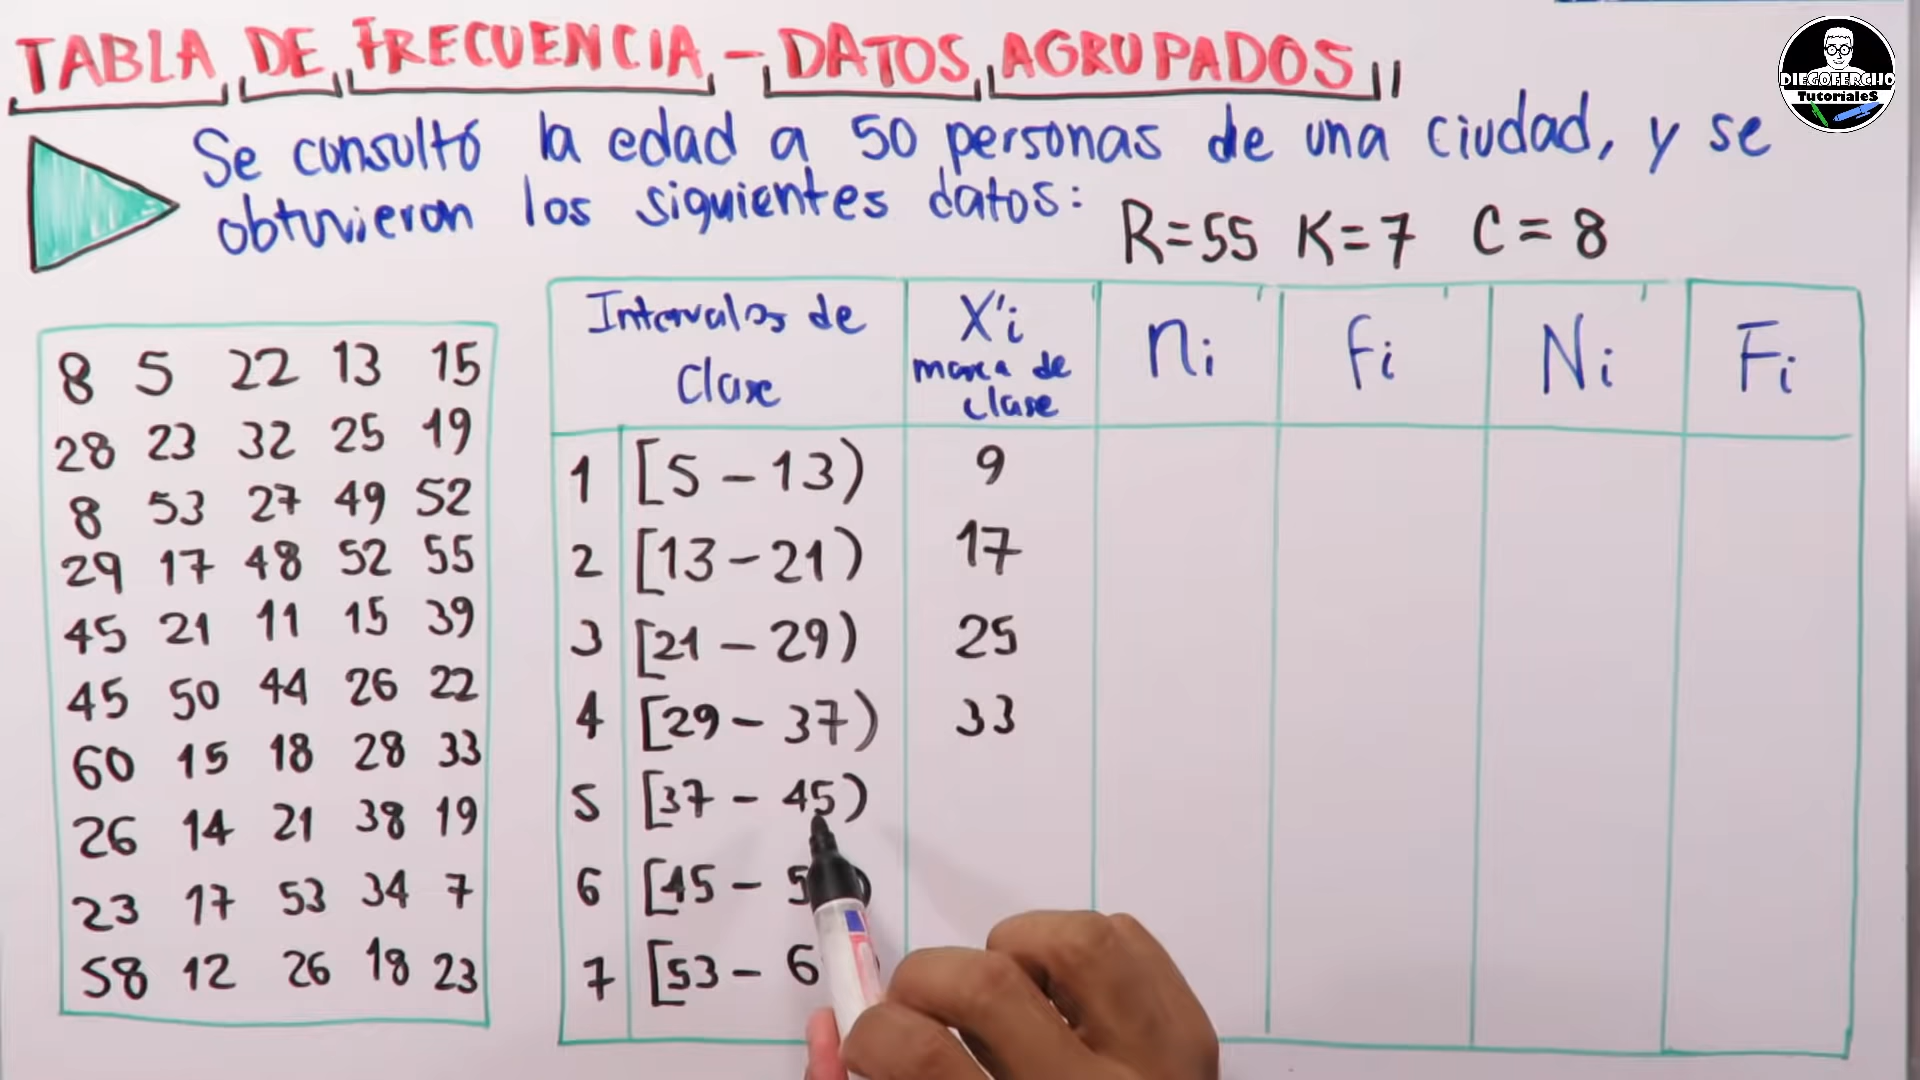 TABLA DE FRECUENCIA - DATOS AGRUPADOS
DIEGOFERCHO
TutorialeS
Se consultó la edad a 50 personas de una ciudad, y se
obtuvieron los siguientes datos:
R=55 K=7 C=8
8 5 22 13 15
28 23 32 25 19
8 53 27 49 52
29 17 48 52 55
45 21 11 15 39
45 50 44 26 22
60 15 18 28 33
26 14 21 38 19
23 17 53 34 7
58 12 26 18 23
Intervalos de
Clase
X'i
marca de
clase
ni
fi
Ni
Fi
1 [5 - 13) 9
2 [13 - 21) 17
3 [21 - 29) 25
4 [29 - 37) 33
5 [37 - 45)
6 [45 -
7 [53 -